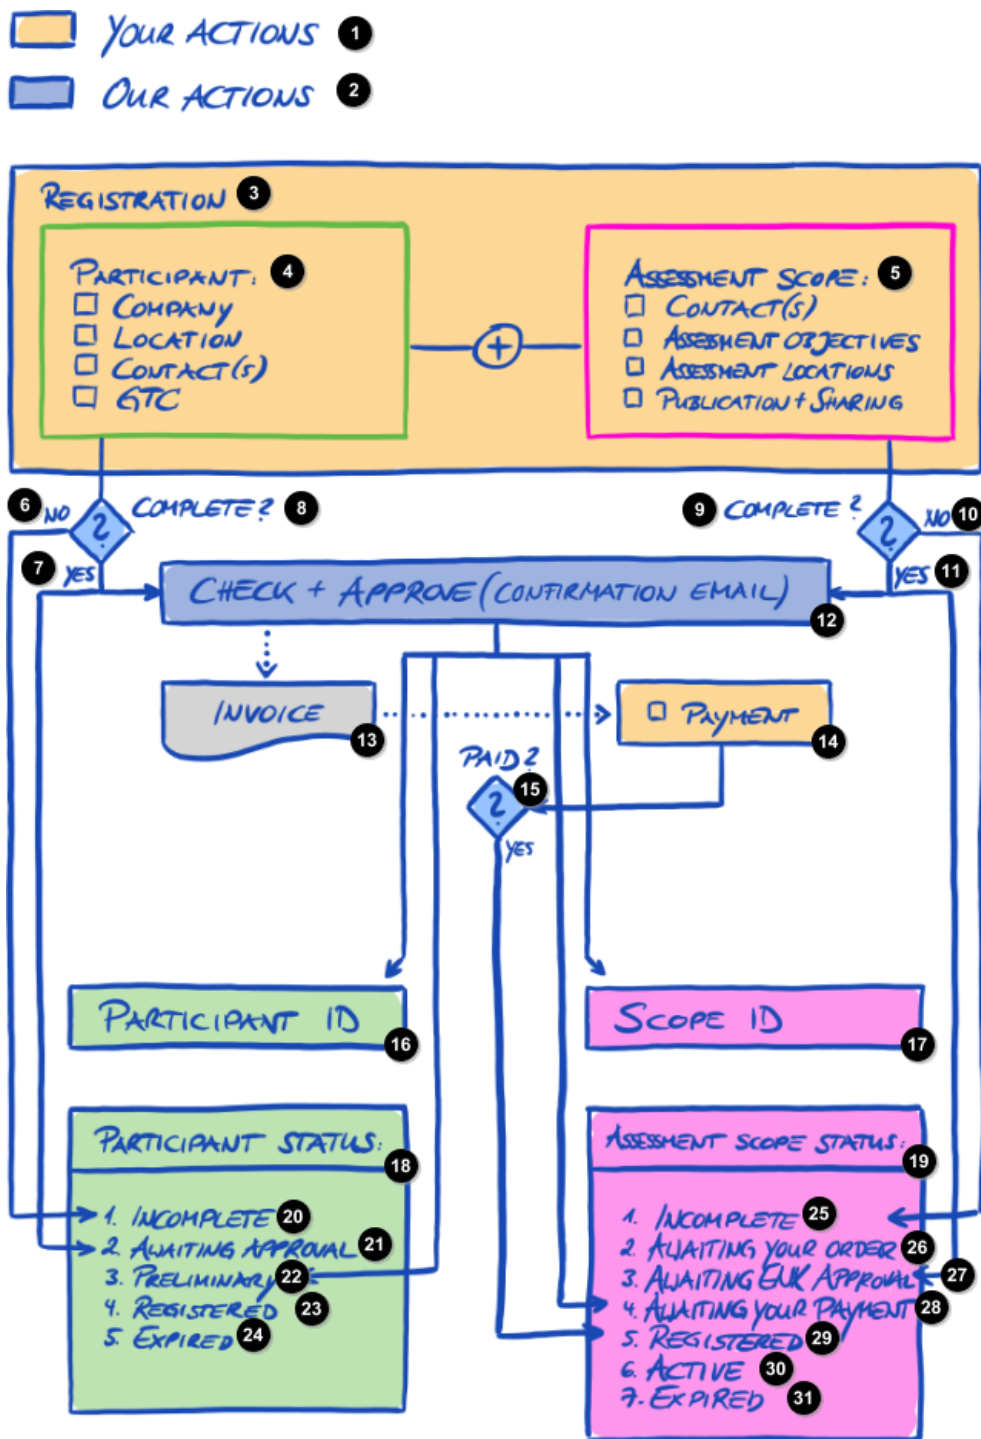 YOUR ACTIONS 1
OUR ACTIONS 2
REGISTRATION 3
PARTICIPANT: 4
COMPANY
LOCATION
CONTACT(S)
GTC
+
ASSESSMENT SCOPE: 5
CONTACT(S)
ASSESSMENT OBJECTIVES
ASSESSMENT LOCATIONS
PUBLICATION + SHARING
6 NO
?
COMPLETE? 8
7 YES
9 COMPLETE?
?
NO 10
YES 11
CHECK + APPROVE (CONFIRMATION EMAIL) 12
INVOICE 13
PAYMENT 14
PAID?
? 15
YES
PARTICIPANT ID 16
SCOPE ID 17
PARTICIPANT STATUS: 18
1. INCOMPLETE 20
2. AWAITING APPROVAL 21
3. PRELIMINARY 22
4. REGISTERED 23
5. EXPIRED 24
ASSESSMENT SCOPE STATUS: 19
1. INCOMPLETE 25
2. AWAITING YOUR ORDER 26
3. AWAITING ENX APPROVAL 27
4. AWAITING YOUR PAYMENT 28
5. REGISTERED 29
6. ACTIVE 30
7. EXPIRED 31